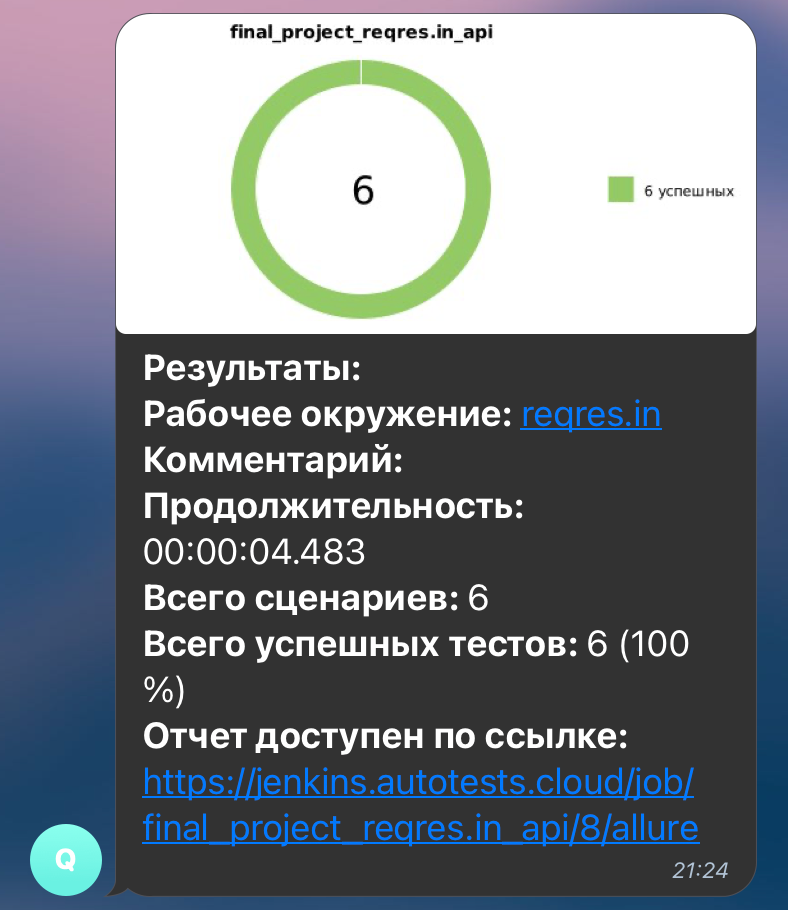 final_project_reqres.in_api
6
6 успешных
Результаты:
Рабочее окружение: reqres.in
Комментарий:
Продолжительность:
00:00:04.483
Всего сценариев: 6
Всего успешных тестов: 6 (100
%)
Отчет доступен по ссылке:
https://jenkins.autotests.cloud/job/
final_project_reqres.in_api/8/allure
21:24
Q